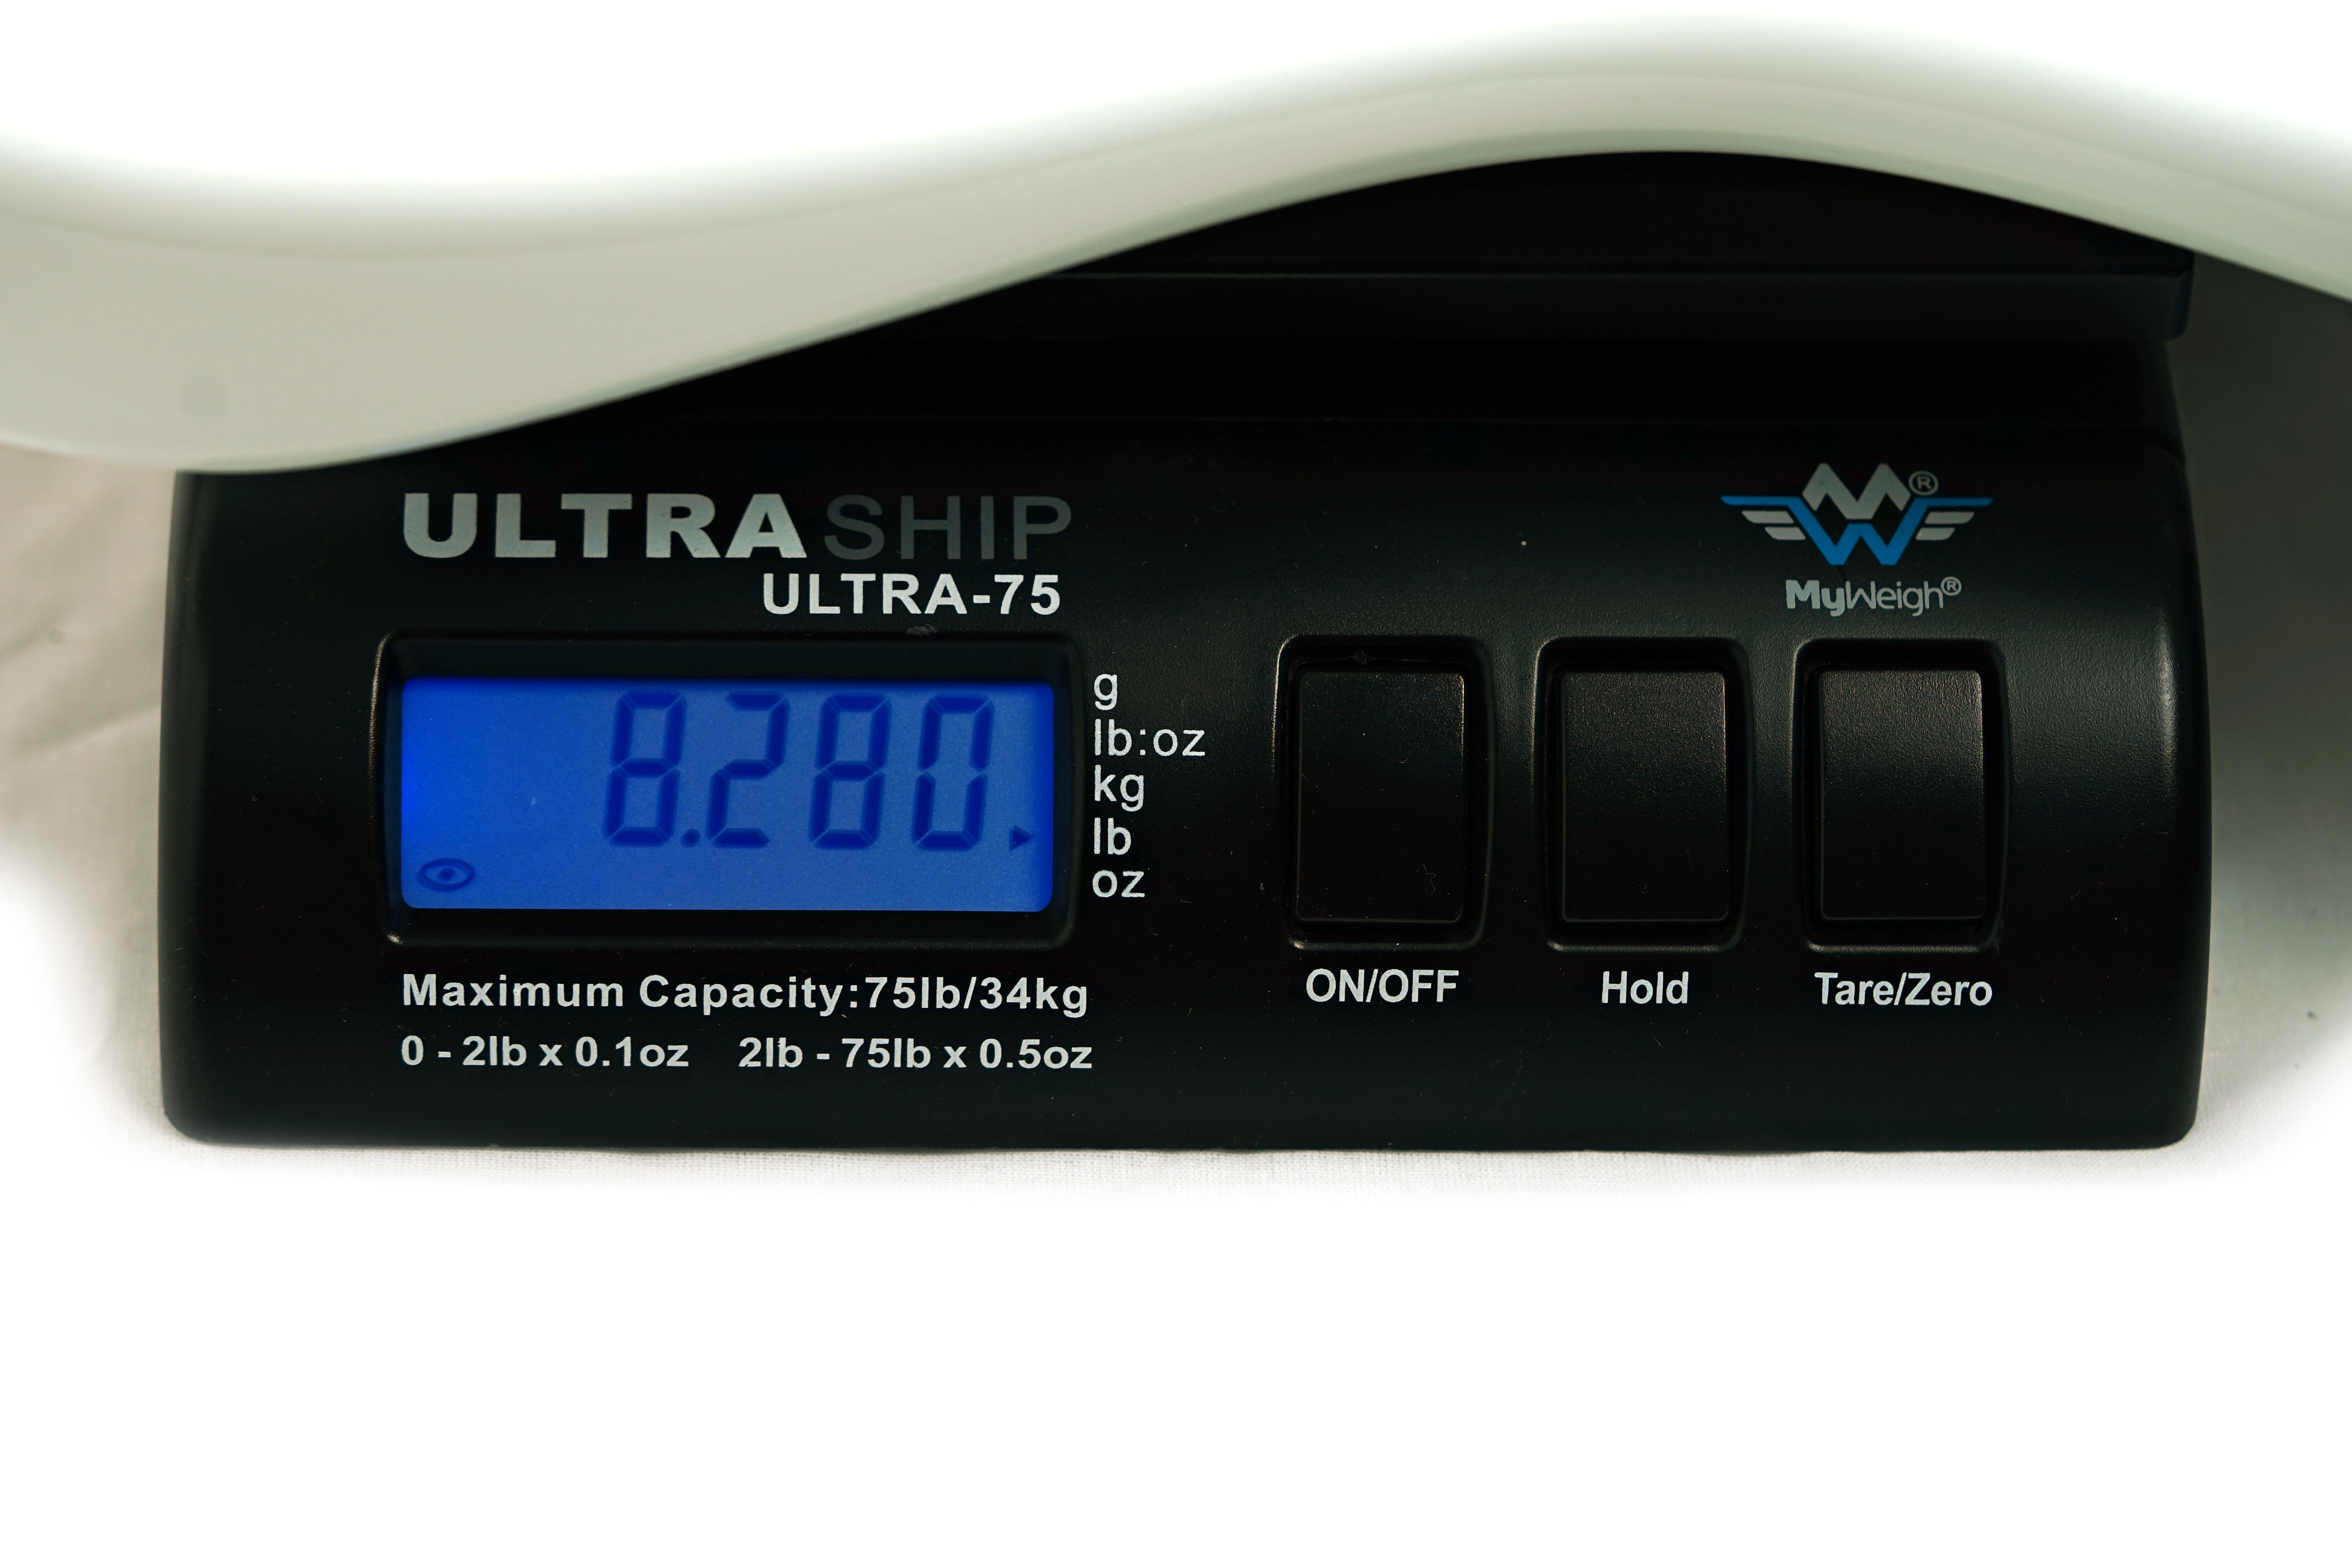 ULTRASHIP
ULTRA-75
MW®
MyWeigh®
8.280
g
lb:oz
kg
lb
oz
Maximum Capacity:75lb/34kg
0 - 2lb x 0.1oz 2lb - 75lb x 0.5oz
ON/OFF
Hold
Tare/Zero